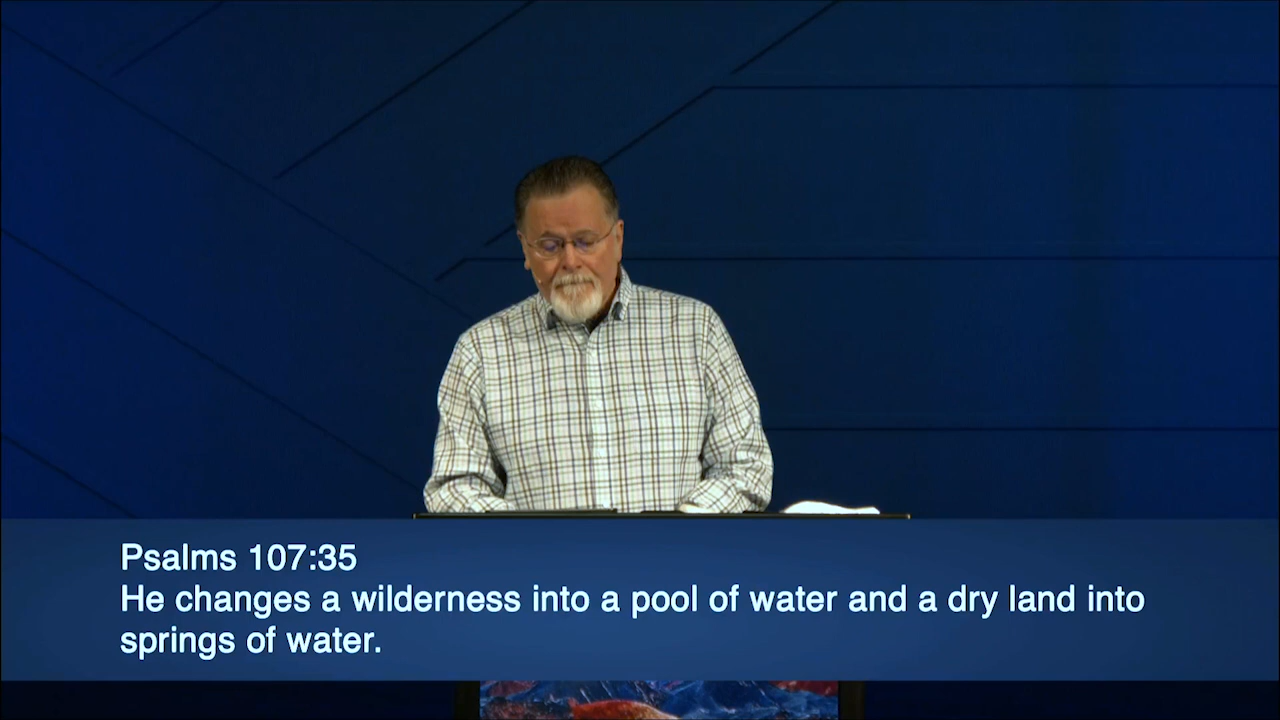 Psalms 107:35
He changes a wilderness into a pool of water and a dry land into
springs of water.